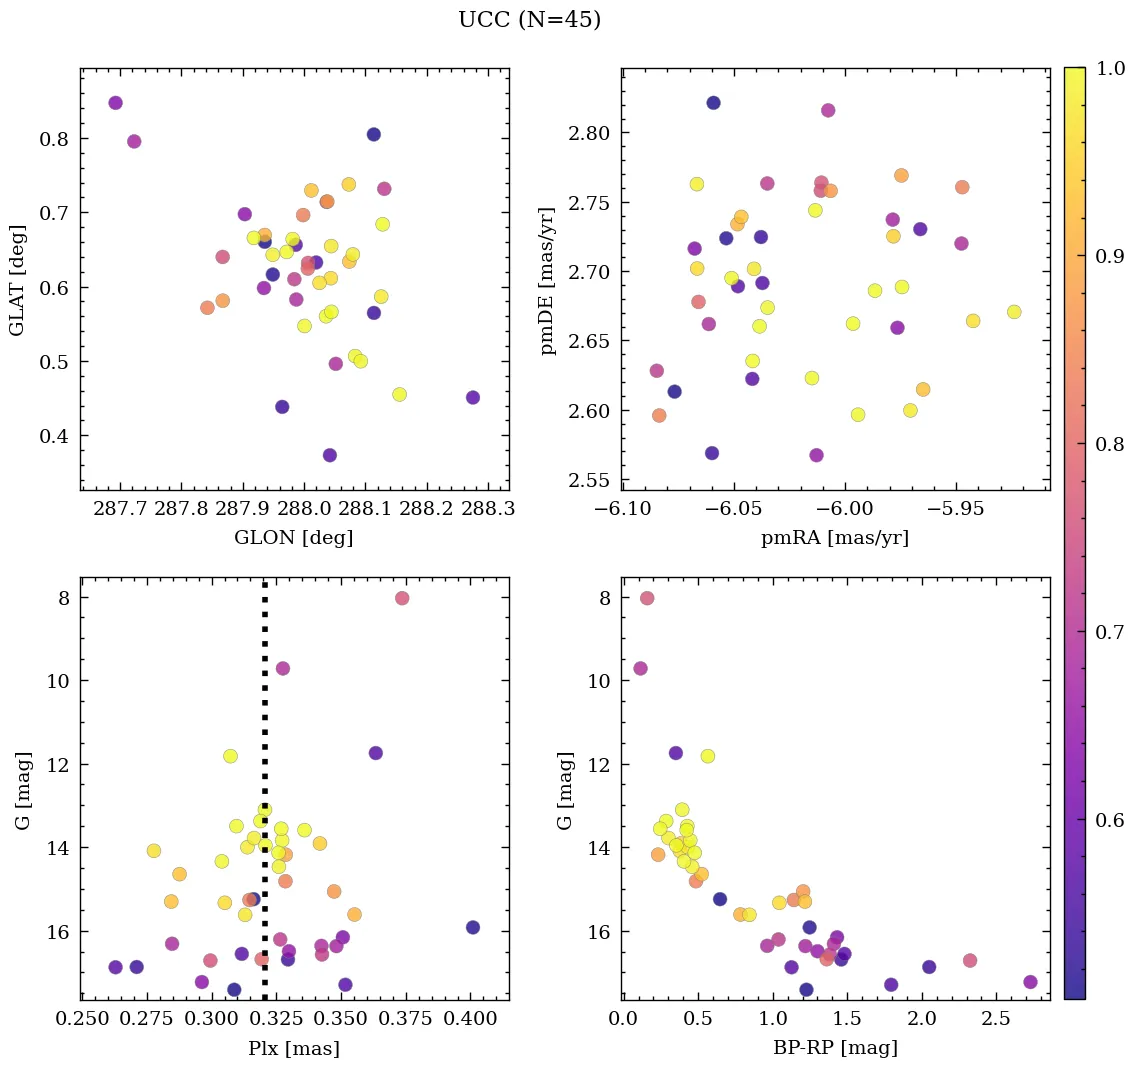 UCC (N=45)
0.8
0.7
0.6
0.5
0.4
GLAT [deg]
287.7 287.8 287.9 288.0 288.1 288.2 288.3
GLON [deg]
2.80
2.75
2.70
2.65
2.60
2.55
pmDE [mas/yr]
−6.10 −6.05 −6.00 −5.95
pmRA [mas/yr]
1.0
0.9
0.8
0.7
0.6
8
10
12
14
16
G [mag]
0.250 0.275 0.300 0.325 0.350 0.375 0.400
Plx [mas]
8
10
12
14
16
G [mag]
0.0 0.5 1.0 1.5 2.0 2.5
BP-RP [mag]